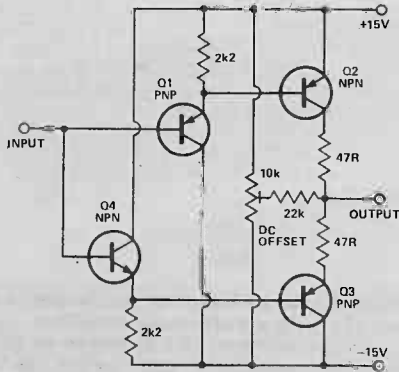 +15V
2k2
Q1
PNP
Q2
NPN
INPUT
47R
10k
22k
OUTPUT
DC
OFFSET
47R
Q4
NPN
Q3
PNP
2k2
-15V